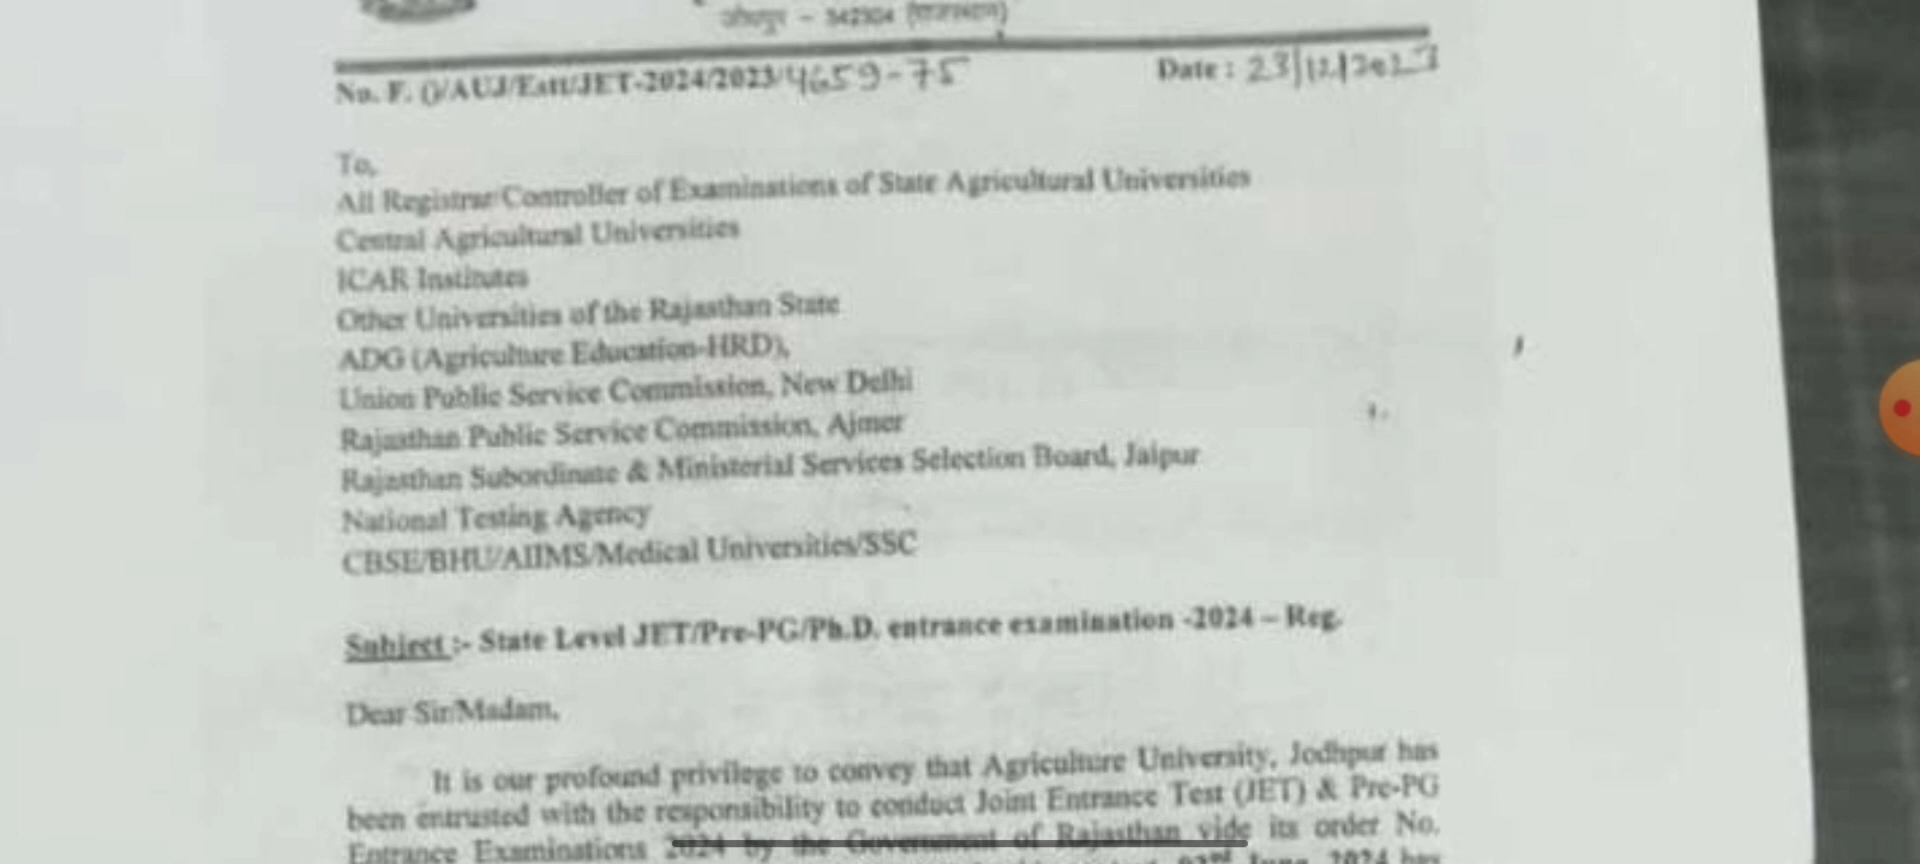 जोधपुर – 342304 (राजस्थान)
No. F. ()/AUJ/Estt/JET-2024/2023/4659-75 Date : 23/12/2023
To,
All Registrar/Controller of Examinations of State Agricultural Universities
Central Agricultural Universities
ICAR Institutes
Other Universities of the Rajasthan State
ADG (Agriculture Education-HRD),
Union Public Service Commission, New Delhi
Rajasthan Public Service Commission, Ajmer
Rajasthan Subordinate & Ministerial Services Selection Board, Jaipur
National Testing Agency
CBSE/BHU/AIIMS/Medical Universities/SSC
Subject :- State Level JET/Pre-PG/Ph.D. entrance examination -2024 – Reg.
Dear Sir/Madam,
It is our profound privilege to convey that Agriculture University, Jodhpur has
been entrusted with the responsibility to conduct Joint Entrance Test (JET) & Pre-PG
Entrance Examinations 2024 by the Government of Rajasthan vide its order No.
2024 has